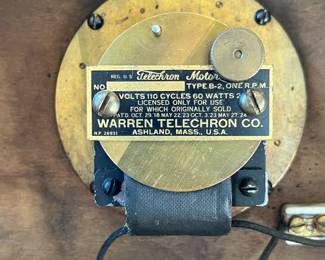 REG. U.S. Telechron Motor
NO. TYPE B-2, ONE R.P.M.
VOLTS 110 CYCLES 60 WATTS 2
LICENSED ONLY FOR USE
FOR WHICH ORIGINALLY SOLD.
PAT'D OCT. 29.18 MAY 22.'23 OCT. 3.'23 MAY 27.'24
WARREN TELECHRON CO.
ASHLAND, MASS., U.S.A.
N.P. 26931